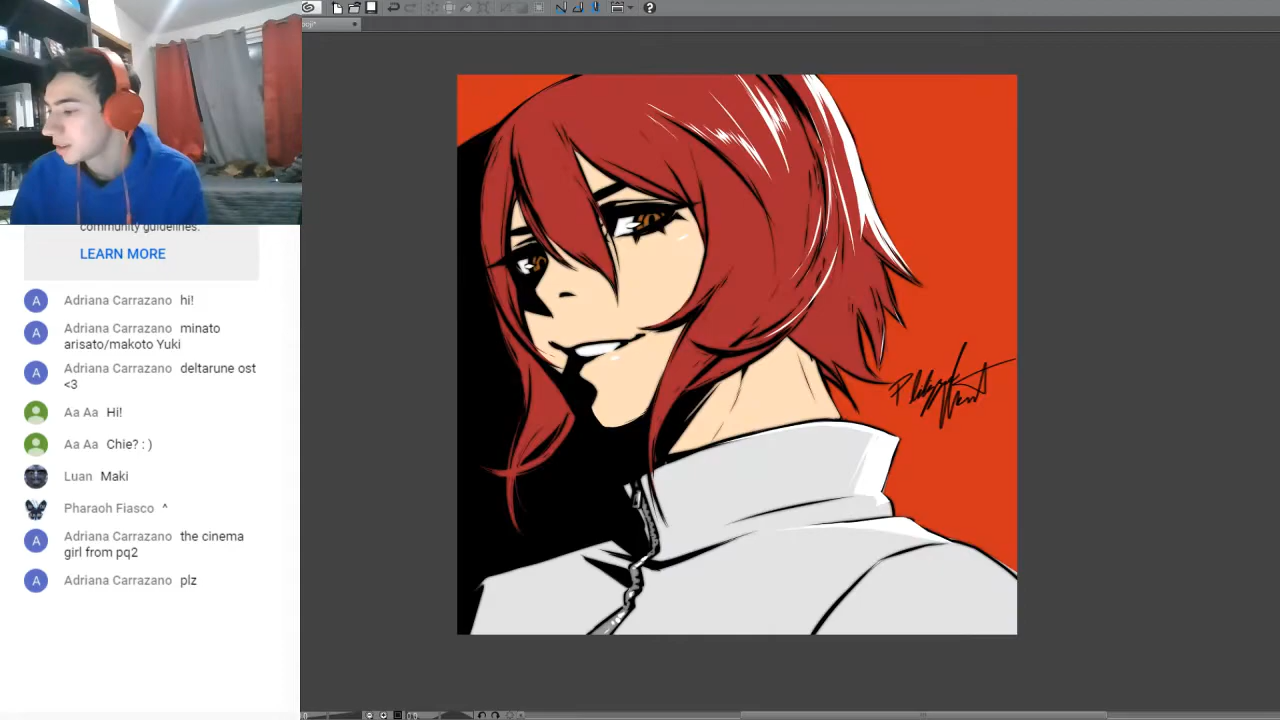 community guidelines.
LEARN MORE
A Adriana Carrazano hi!
A Adriana Carrazano minato
arisato/makoto Yuki
A Adriana Carrazano deltarune ost
<3
Aa Aa Hi!
Aa Aa Chie? : )
Luan Maki
Pharaoh Fiasco ^
A Adriana Carrazano the cinema
girl from pq2
A Adriana Carrazano plz